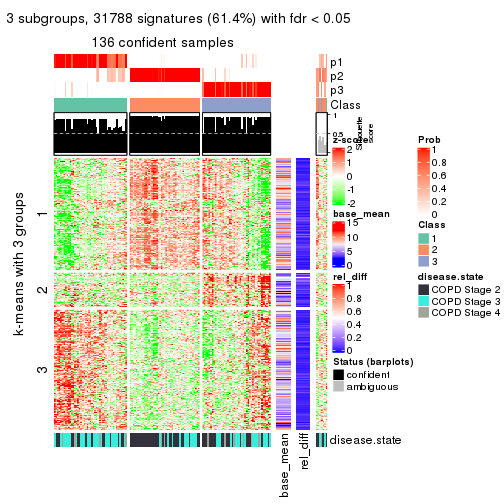 3 subgroups, 31788 signatures (61.4%) with fdr < 0.05
136 confident samples
p1
p2
p3
Class
1
0.5
0
Silhouette
score
k-means with 3 groups
1
2
3
z-score
2
1
0
-1
-2
base_mean
15
10
5
0
rel_diff
1
0.8
0.6
0.4
0.2
0
Status (barplots)
confident
ambiguous
Prob
1
0.8
0.6
0.4
0.2
0
Class
1
2
3
disease.state
COPD Stage 2
COPD Stage 3
COPD Stage 4
disease.state
base_mean
rel_diff